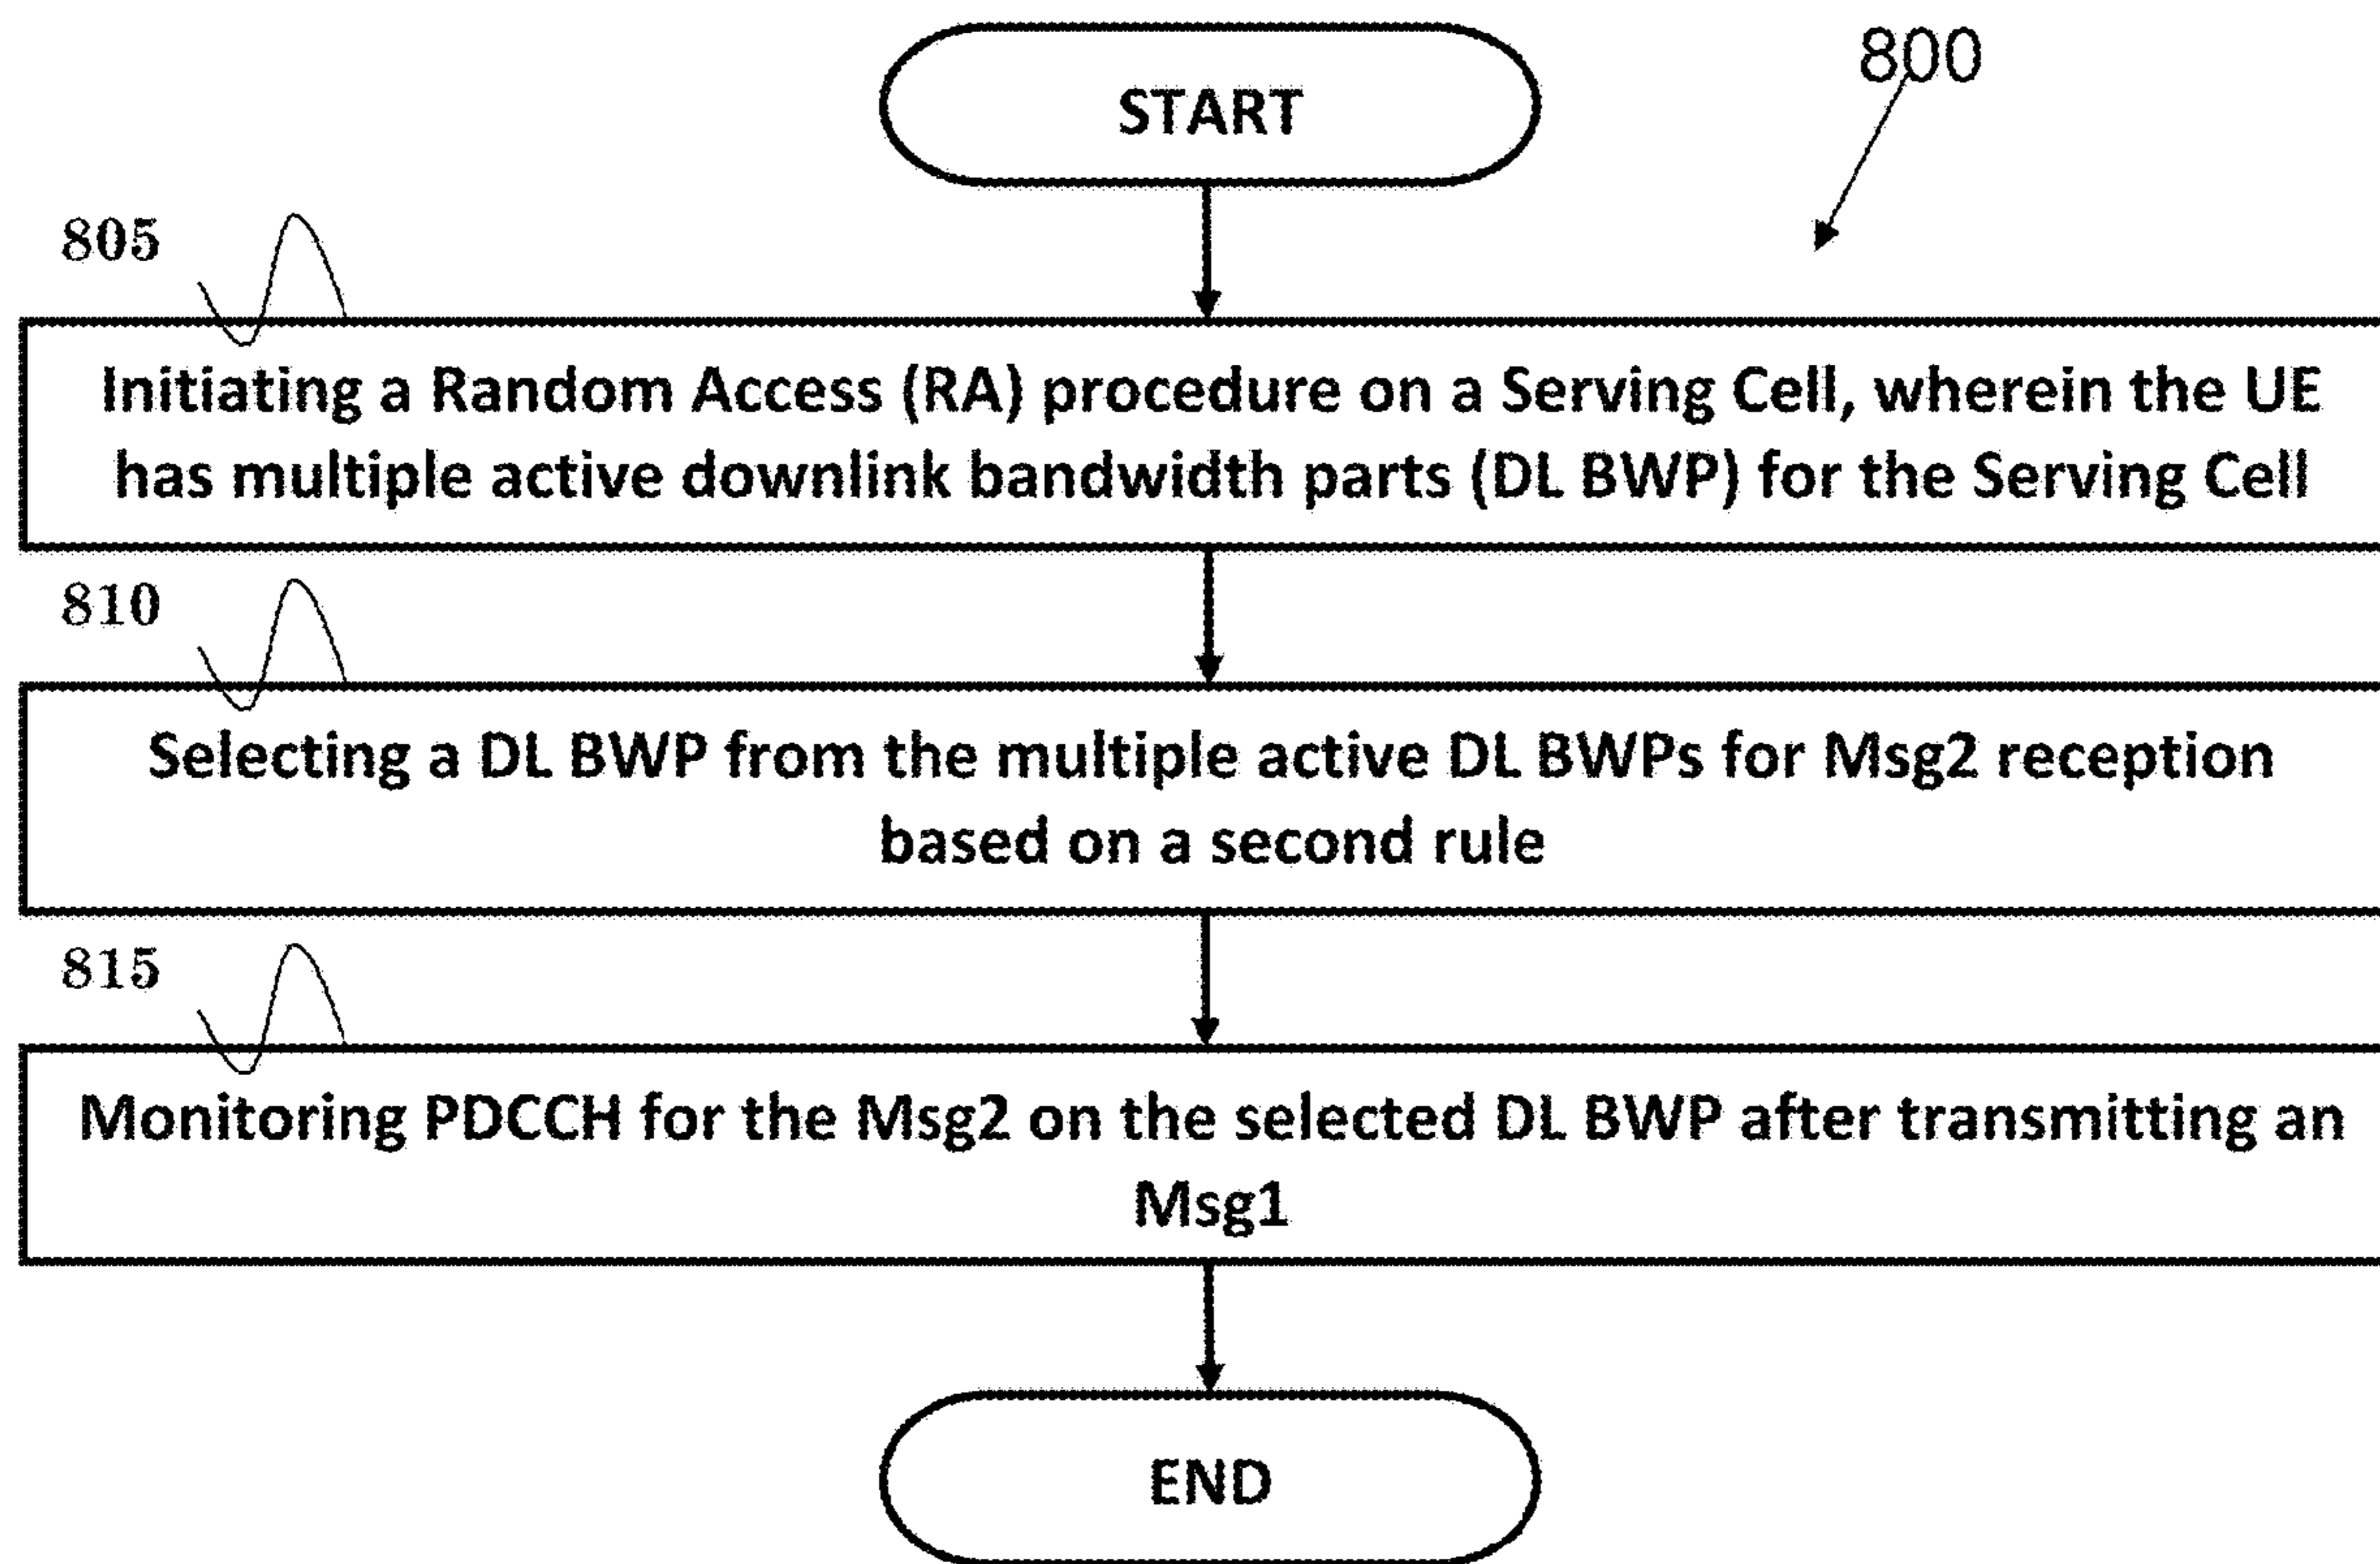 START
800
805
Initiating a Random Access (RA) procedure on a Serving Cell, wherein the UE
has multiple active downlink bandwidth parts (DL BWP) for the Serving Cell
810
Selecting a DL BWP from the multiple active DL BWPs for Msg2 reception
based on a second rule
815
Monitoring PDCCH for the Msg2 on the selected DL BWP after transmitting an
Msg1
END